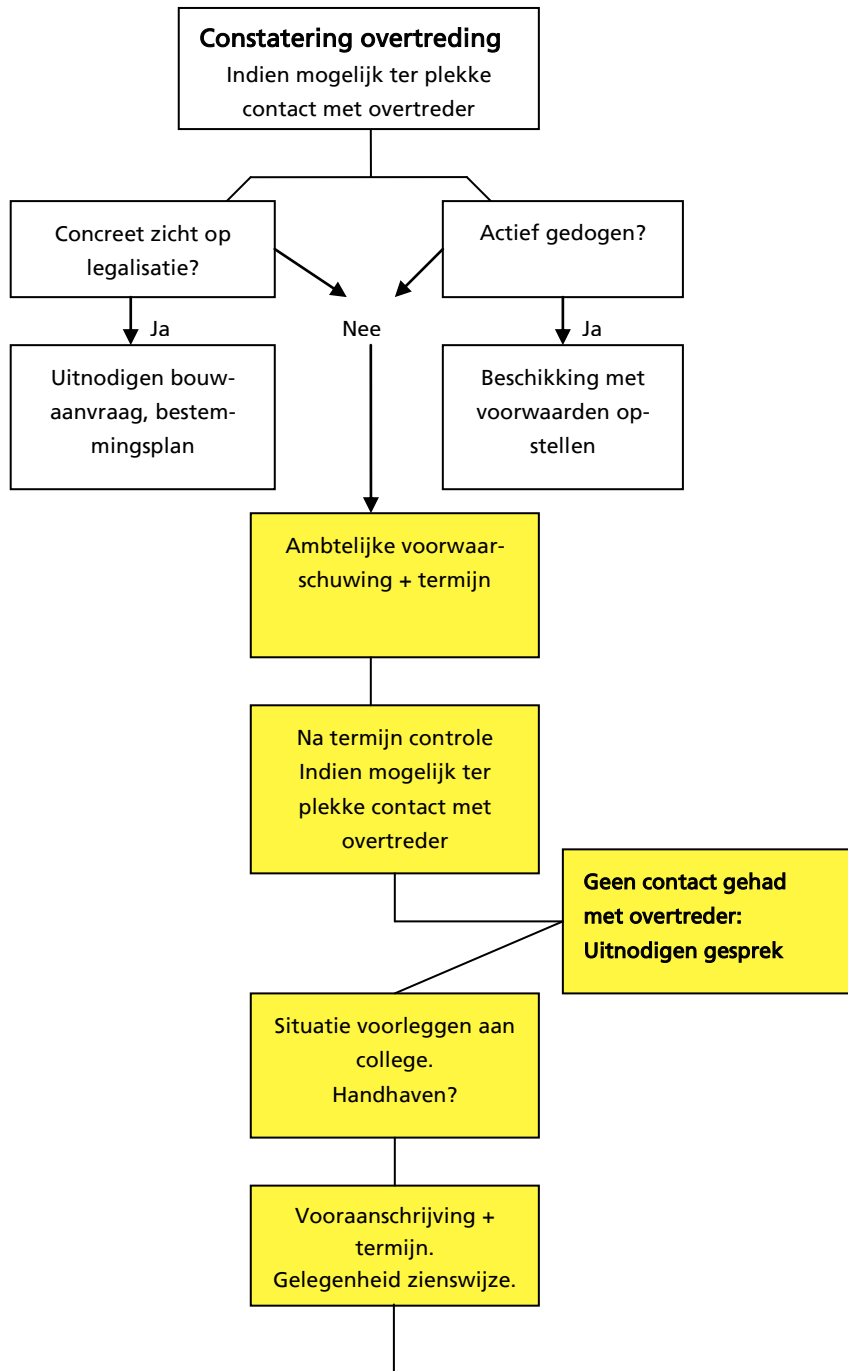 Constatering overtreding
Indien mogelijk ter plekke
contact met overtreder
Concreet zicht op
legalisatie?
Actief gedogen?
Ja
Nee
Ja
Uitnodigen bouw-
aanvraag, bestem-
mingsplan
Beschikking met
voorwaarden op-
stellen
Ambtelijke voorwaar-
schuwing + termijn
Na termijn controle
Indien mogelijk ter
plekke contact met
overtreder
Geen contact gehad
met overtreder:
Uitnodigen gesprek
Situatie voorleggen aan
college.
Handhaven?
Vooraanschrijving +
termijn.
Gelegenheid zienswijze.